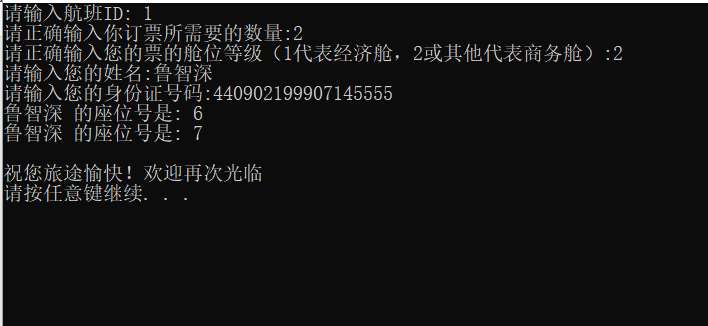 请输入航班ID: 1
请正确输入你订票所需要的数量:2
请正确输入您的票的舱位等级（1代表经济舱，2或其他代表商务舱）:2
请输入您的姓名:鲁智深
请输入您的身份证号码:440902199907145555
鲁智深 的座位号是: 6
鲁智深 的座位号是: 7
祝您旅途愉快！欢迎再次光临
请按任意键继续. . .